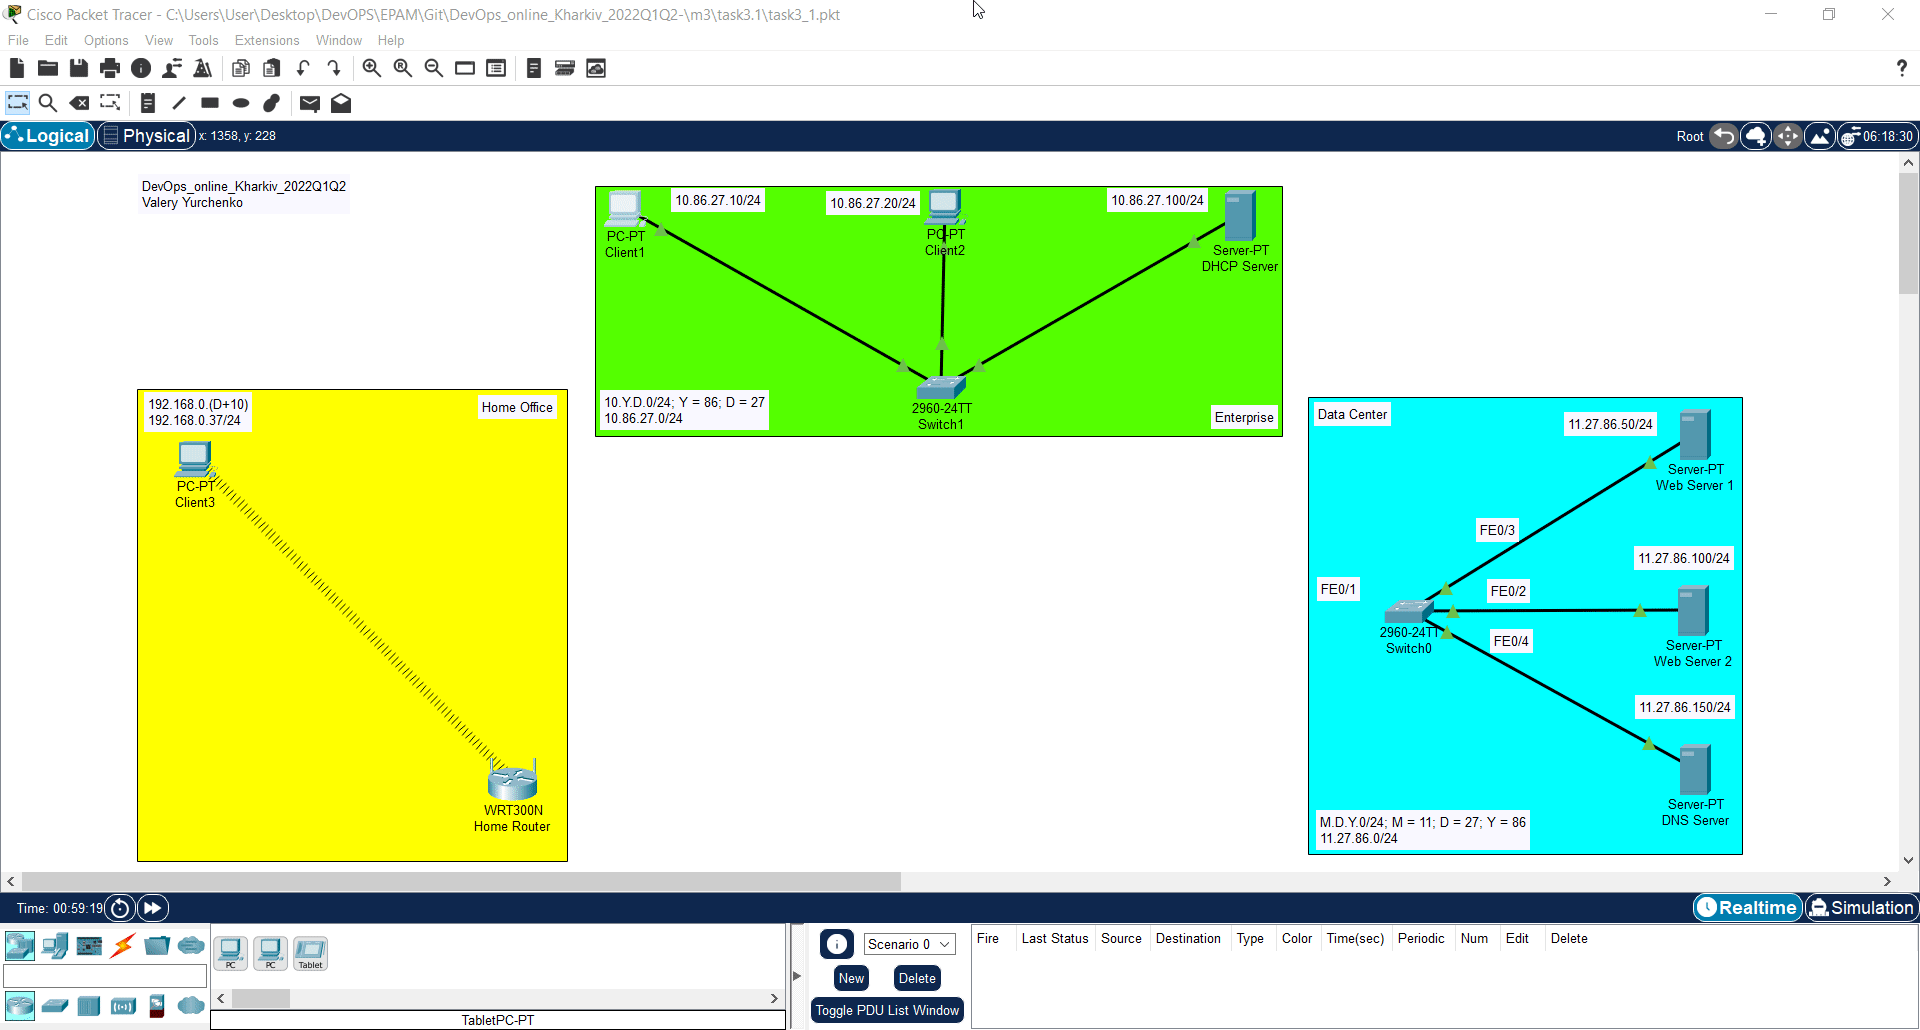 Cisco Packet Tracer - C:\Users\User\Desktop\DevOPS\EPAM\Git\DevOps_online_Kharkiv_2022Q1Q2-\m3\task3.1\task3_1.pkt
File Edit Options View Tools Extensions Window Help
?
Logical Physical x: 1358, y: 228 Root 06:18:30
DevOps_online_Kharkiv_2022Q1Q2
Valery Yurchenko
10.86.27.10/24
10.86.27.20/24
10.86.27.100/24
PC-PT
Client1
PC-PT
Client2
Server-PT
DHCP Server
10.Y.D.0/24; Y = 86; D = 27
10.86.27.0/24
2960-24TT
Switch1
Enterprise
192.168.0.(D+10)
192.168.0.37/24
Home Office
PC-PT
Client3
WRT300N
Home Router
Data Center
11.27.86.50/24
Server-PT
Web Server 1
FE0/3
11.27.86.100/24
FE0/1
FE0/2
2960-24TT
Switch0
FE0/4
Server-PT
Web Server 2
11.27.86.150/24
Server-PT
DNS Server
M.D.Y.0/24; M = 11; D = 27; Y = 86
11.27.86.0/24
Time: 00:59:19
Realtime Simulation
PC PC Tablet
TabletPC-PT
Scenario 0
New Delete
Toggle PDU List Window
Fire Last Status Source Destination Type Color Time(sec) Periodic Num Edit Delete